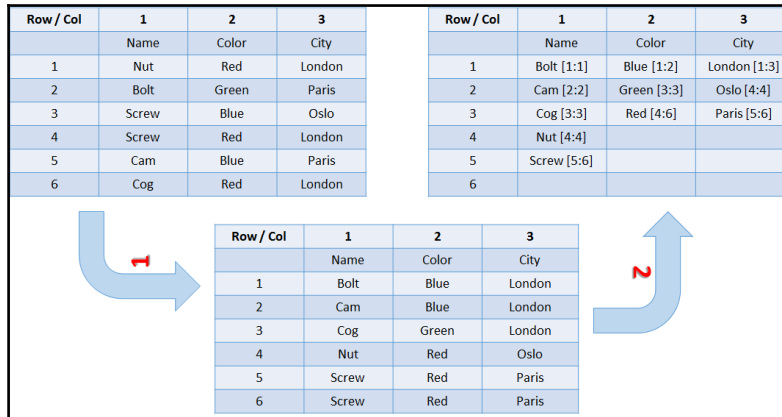 Row / Col 1 2 3
Name Color City
1 Nut Red London
2 Bolt Green Paris
3 Screw Blue Oslo
4 Screw Red London
5 Cam Blue Paris
6 Cog Red London
Row / Col 1 2 3
Name Color City
1 Bolt [1:1] Blue [1:2] London [1:3]
2 Cam [2:2] Green [3:3] Oslo [4:4]
3 Cog [3:3] Red [4:6] Paris [5:6]
4 Nut [4:4]
5 Screw [5:6]
6
1
Row / Col 1 2 3
Name Color City
1 Bolt Blue London
2 Cam Blue London
3 Cog Green London
4 Nut Red Oslo
5 Screw Red Paris
6 Screw Red Paris
2